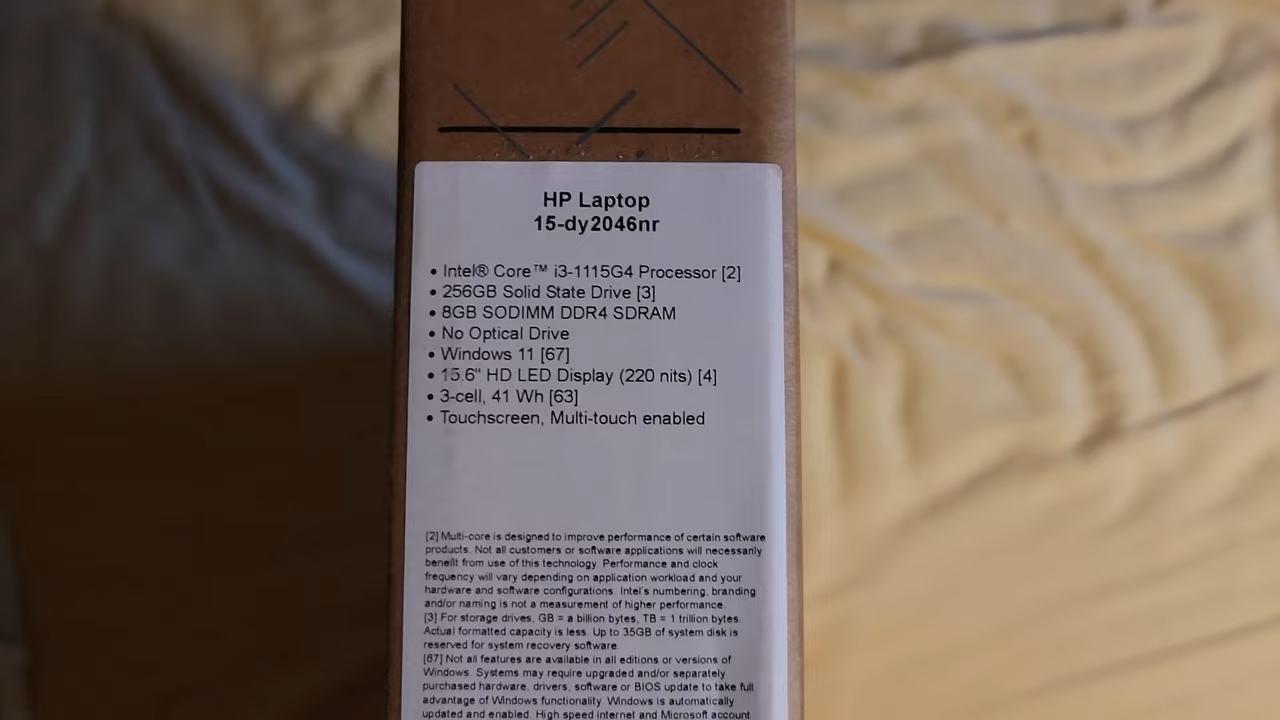 HP Laptop
15-dy2046nr
• Intel® Core™ i3-1115G4 Processor [2]
• 256GB Solid State Drive [3]
• 8GB SODIMM DDR4 SDRAM
• No Optical Drive
• Windows 11 [67]
• 15.6" HD LED Display (220 nits) [4]
• 3-cell, 41 Wh [63]
• Touchscreen, Multi-touch enabled
[2] Multi-core is designed to improve performance of certain software
products. Not all customers or software applications will necessarily
benefit from use of this technology. Performance and clock
frequency will vary depending on application workload and your
hardware and software configurations. Intel's numbering, branding
and/or naming is not a measurement of higher performance.
[3] For storage drives, GB = a billion bytes, TB = 1 trillion bytes.
Actual formatted capacity is less. Up to 35GB of system disk is
reserved for system recovery software.
[67] Not all features are available in all editions or versions of
Windows. Systems may require upgraded and/or separately
purchased hardware, drivers, software or BIOS update to take full
advantage of Windows functionality. Windows is automatically
updated and enabled. High speed internet and Microsoft account